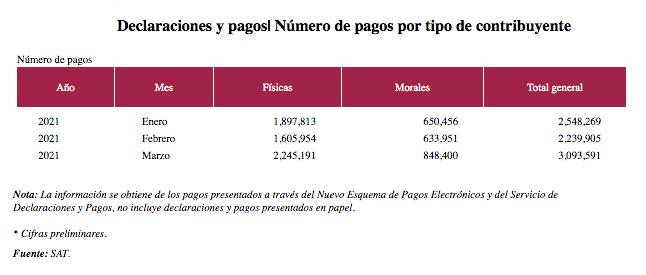 Declaraciones y pagos| Número de pagos por tipo de contribuyente
Número de pagos
Año Mes Físicas Morales Total general
2021 Enero 1,897,813 650,456 2,548,269
2021 Febrero 1,605,954 633,951 2,239,905
2021 Marzo 2,245,191 848,400 3,093,591
Nota: La información se obtiene de los pagos presentados a través del Nuevo Esquema de Pagos Electrónicos y del Servicio de
Declaraciones y Pagos, no incluye declaraciones y pagos presentados en papel.
* Cifras preliminares.
Fuente: SAT.